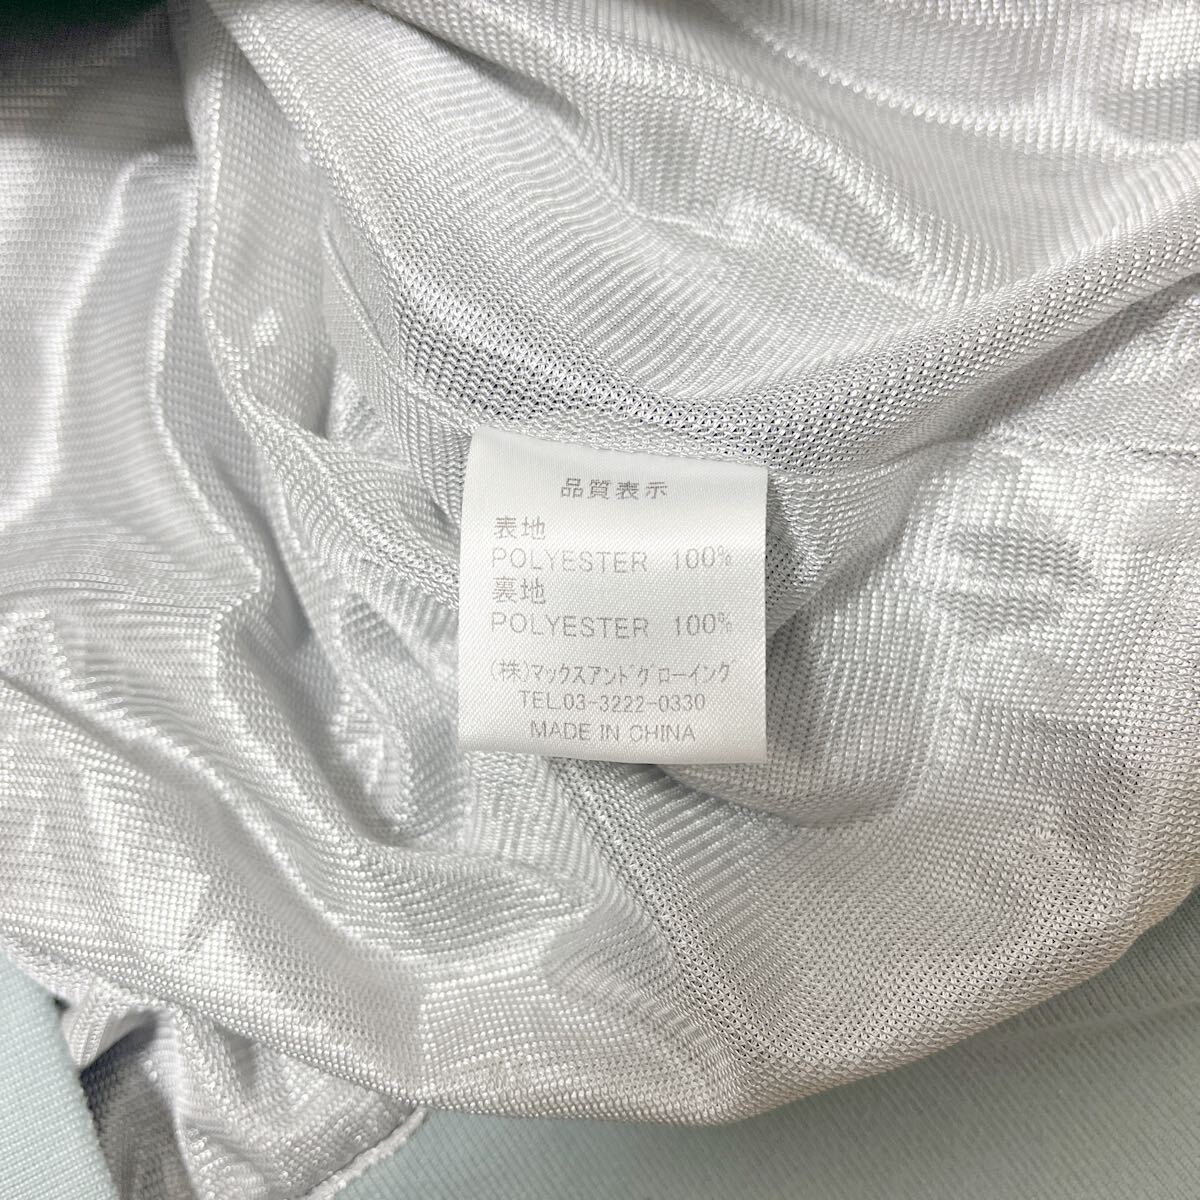 品質表示
表地
POLYESTER 100%
裏地
POLYESTER 100%
(株)マックスアンドグローイング
TEL.03-3222-0330
MADE IN CHINA